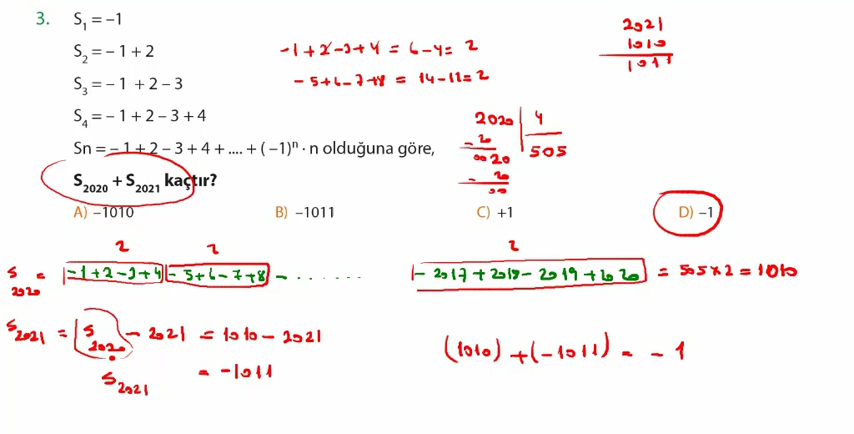 3. S₁ = –1
S₂ = – 1 + 2
S₃ = – 1 + 2 – 3
S₄ = – 1 + 2 – 3 + 4
Sn = – 1 + 2 – 3 + 4 + .... + (–1)ⁿ · n olduğuna göre,
S₂₀₂₀ + S₂₀₂₁ kaçtır?
A) –1010 B) –1011 C) +1 D) –1
-1+2-3+4 = 6-4= 2
-5+6-7+8 = 14-12=2
2021
1010
1011
2020 | 4
- 20 505
0020
- 20
00
2 2 2
S₂₀₂₀ = -1+2-3+4 - 5+6-7+8 - ....... - 2017+2018-2019+2020 = 505×2=1010
S₂₀₂₁ = S₂₀₂₀ - 2021 = 1010-2021
S₂₀₂₁ = -1011
(1010)+(-1011)= -1